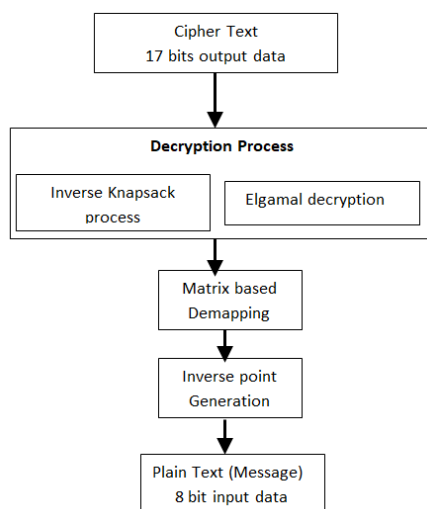 Cipher Text
17 bits output data
Decryption Process
Inverse Knapsack
process
Elgamal decryption
Matrix based
Demapping
Inverse point
Generation
Plain Text (Message)
8 bit input data